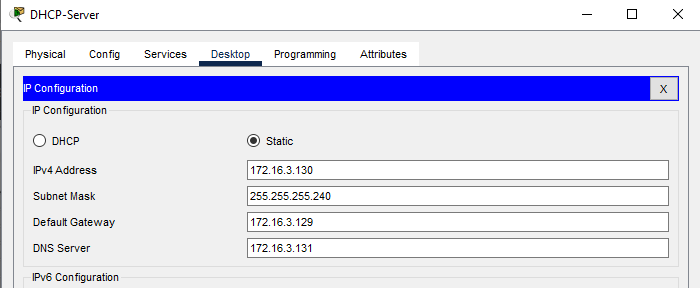 DHCP-Server
Physical Config Services Desktop Programming Attributes
IP Configuration X
IP Configuration
DHCP Static
IPv4 Address 172.16.3.130
Subnet Mask 255.255.255.240
Default Gateway 172.16.3.129
DNS Server 172.16.3.131
IPv6 Configuration